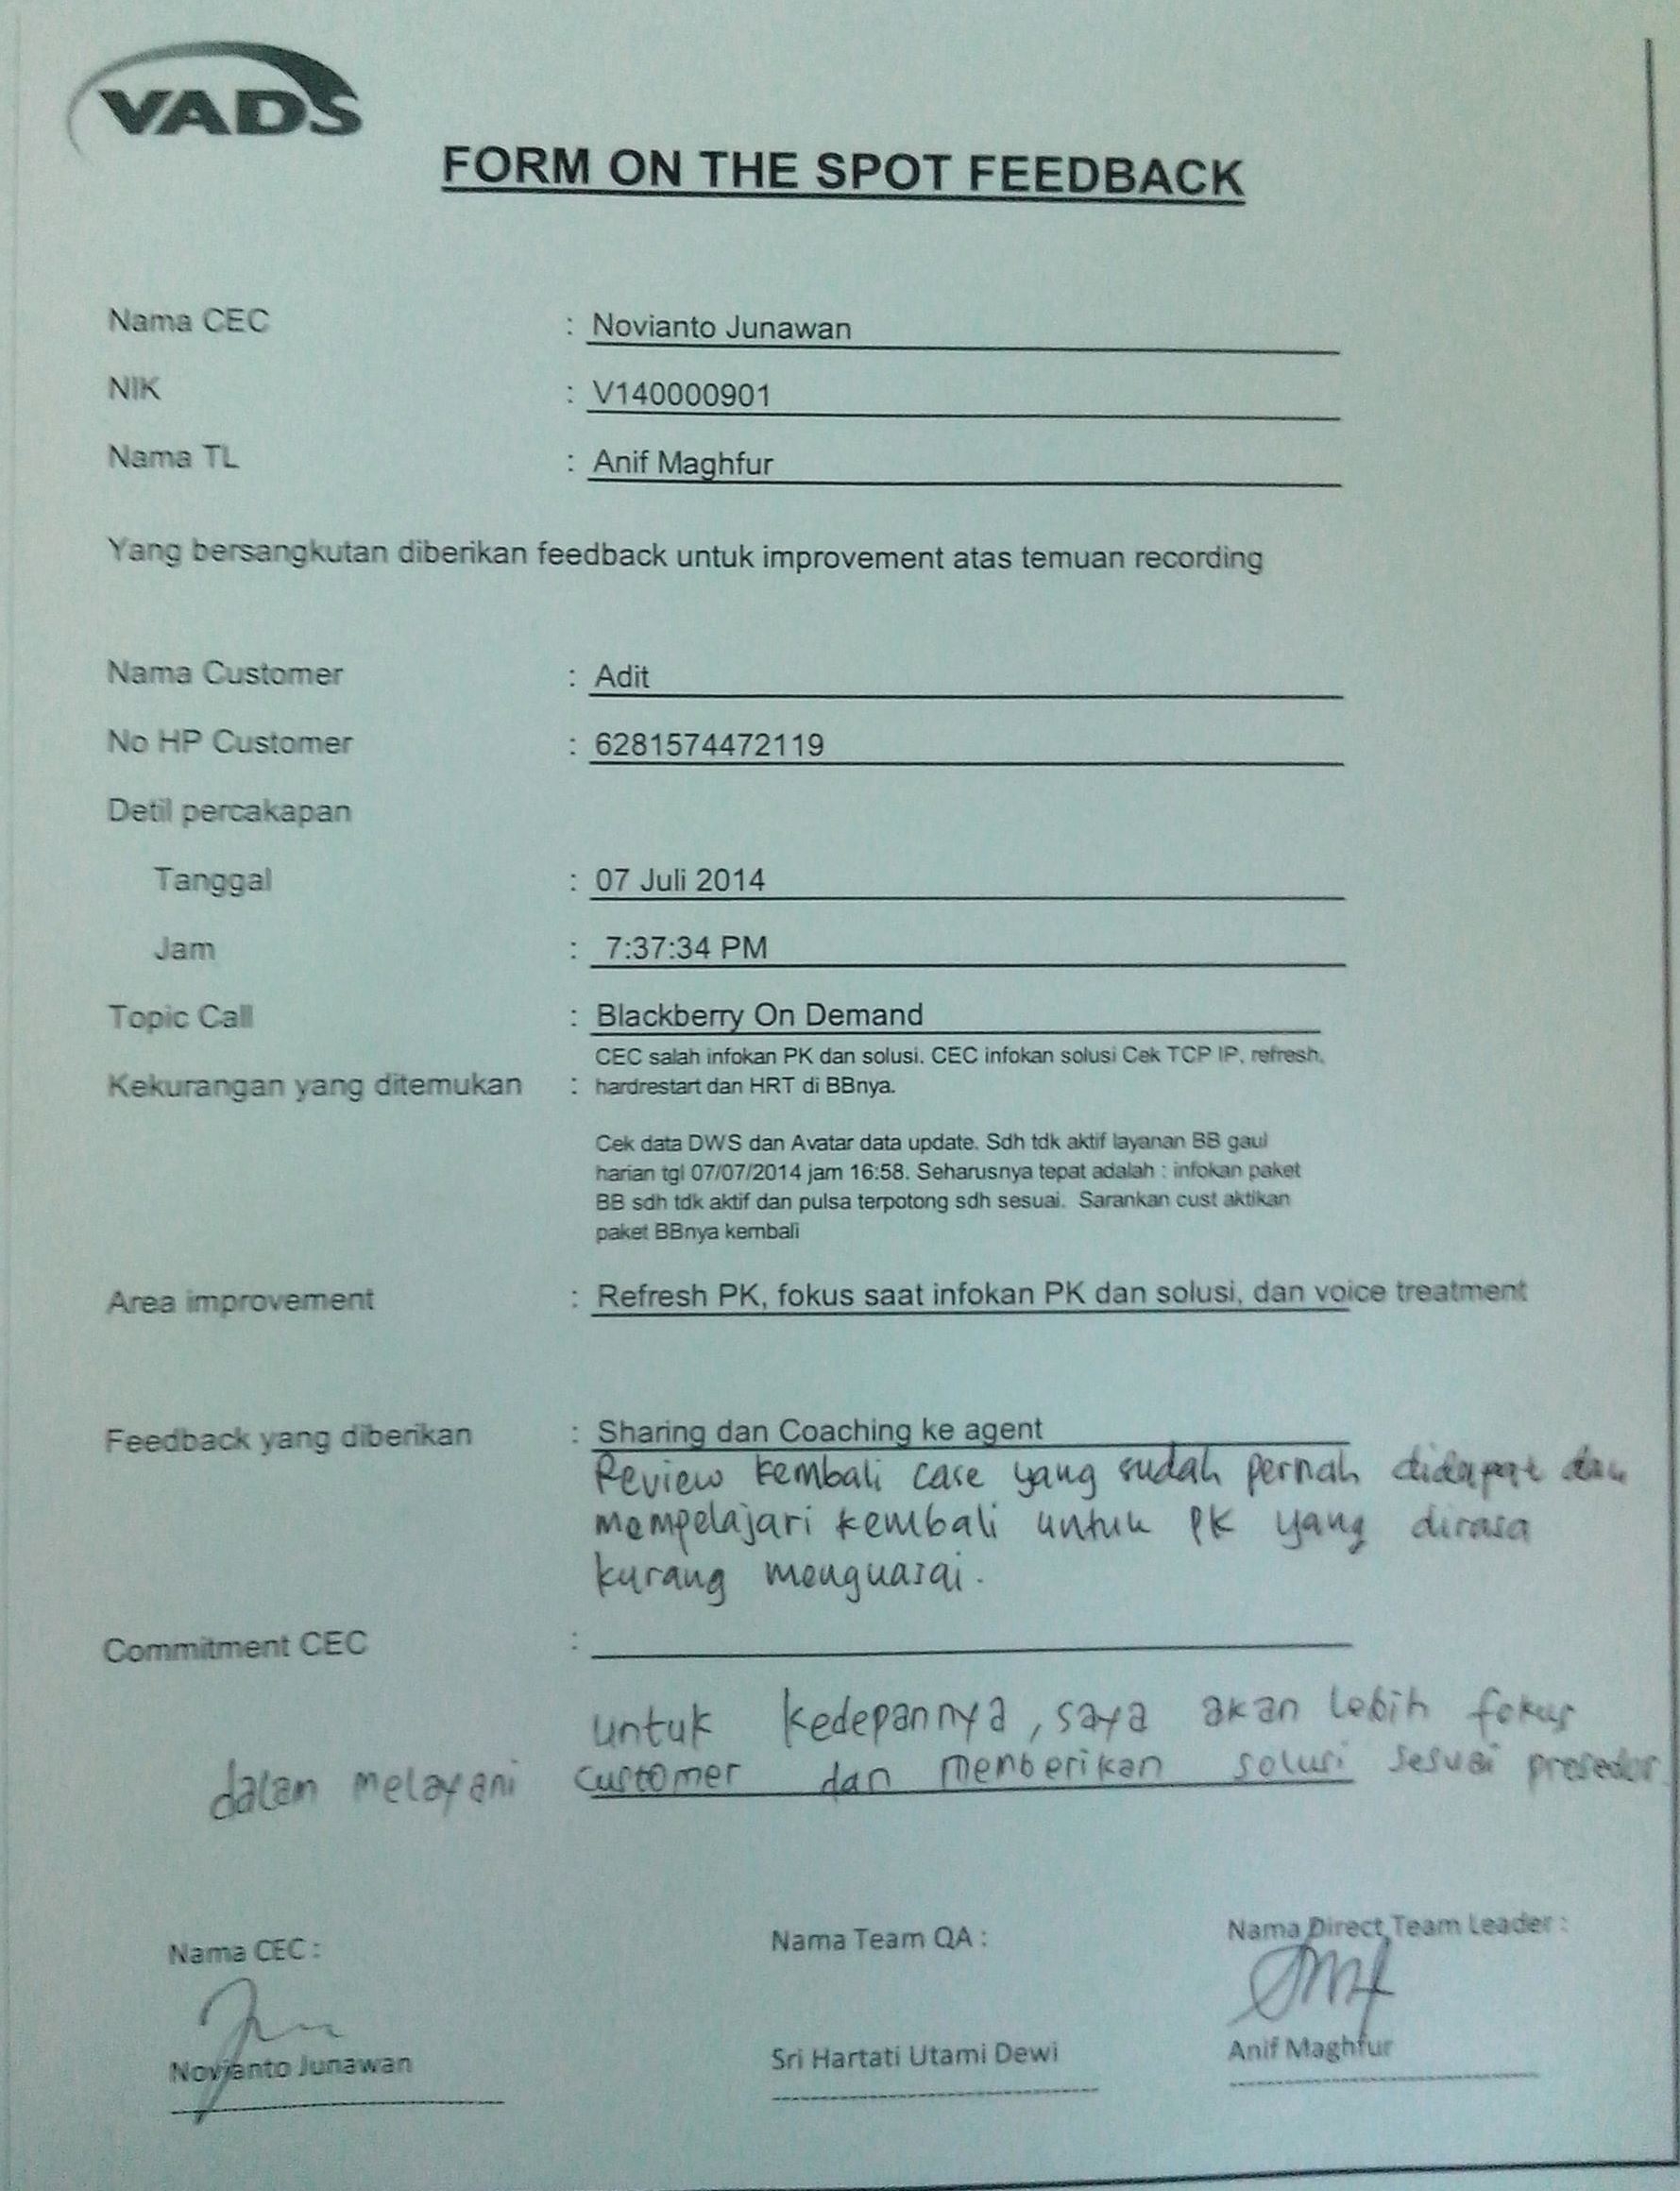 VADS
FORM ON THE SPOT FEEDBACK
Nama CEC : Novianto Junawan
NIK : V140000901
Nama TL : Anif Maghfur
Yang bersangkutan diberikan feedback untuk improvement atas temuan recording
Nama Customer : Adit
No HP Customer : 6281574472119
Detil percakapan
Tanggal : 07 Juli 2014
Jam : 7:37:34 PM
Topic Call : Blackberry On Demand
CEC salah infokan PK dan solusi. CEC infokan solusi Cek TCP IP, refresh,
Kekurangan yang ditemukan : hardrestart dan HRT di BBnya.
Cek data DWS dan Avatar data update. Sdh tdk aktif layanan BB gaul
harian tgl 07/07/2014 jam 16:58. Seharusnya tepat adalah : infokan paket
BB sdh tdk aktif dan pulsa terpotong sdh sesuai. Sarankan cust aktikan
paket BBnya kembali
Area improvement : Refresh PK, fokus saat infokan PK dan solusi, dan voice treatment
Feedback yang diberikan : Sharing dan Coaching ke agent
Review kembali case yang sudah pernah didapat dan
mempelajari kembali untuk PK yang dirasa
kurang menguasai.
Commitment CEC :
untuk kedepannya, saya akan lebih fokus
dalam melayani customer dan memberikan solusi sesuai presedor
Nama CEC : Nama Team QA : Nama Direct Team Leader :
Novianto Junawan Sri Hartati Utami Dewi Anif Maghfur